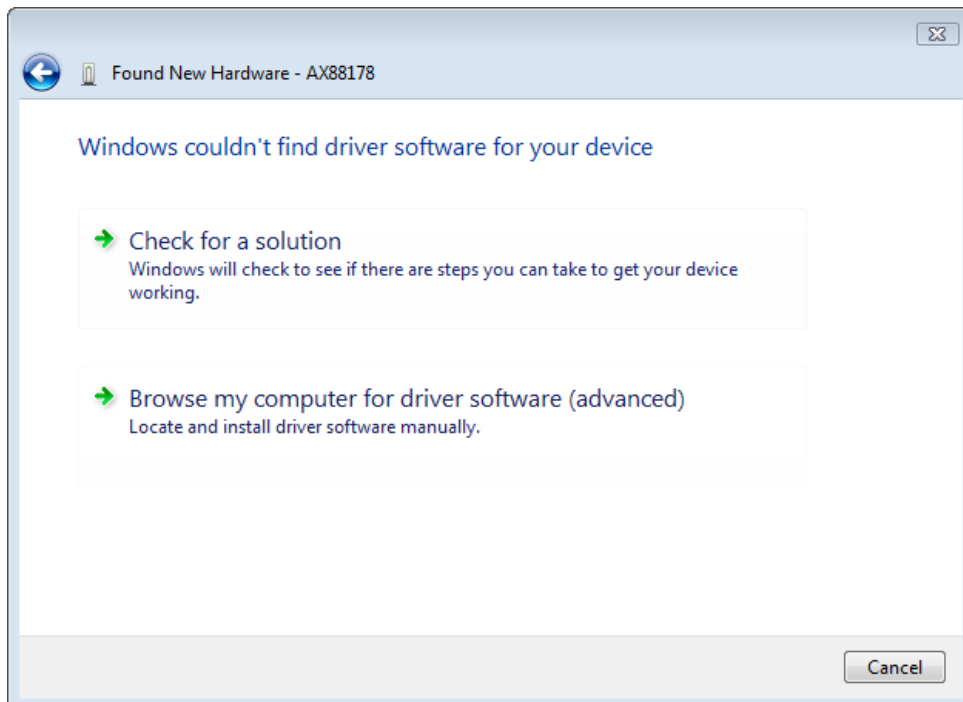 Found New Hardware - AX88178
Windows couldn't find driver software for your device
Check for a solution
Windows will check to see if there are steps you can take to get your device
working.
Browse my computer for driver software (advanced)
Locate and install driver software manually.
Cancel